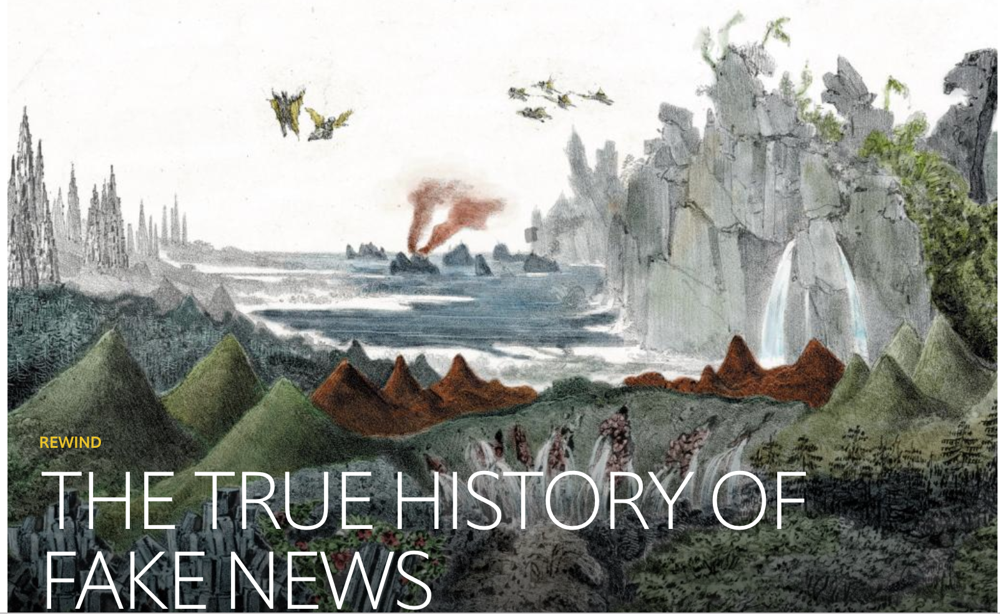 REWIND
THE TRUE HISTORY OF
FAKE NEWS